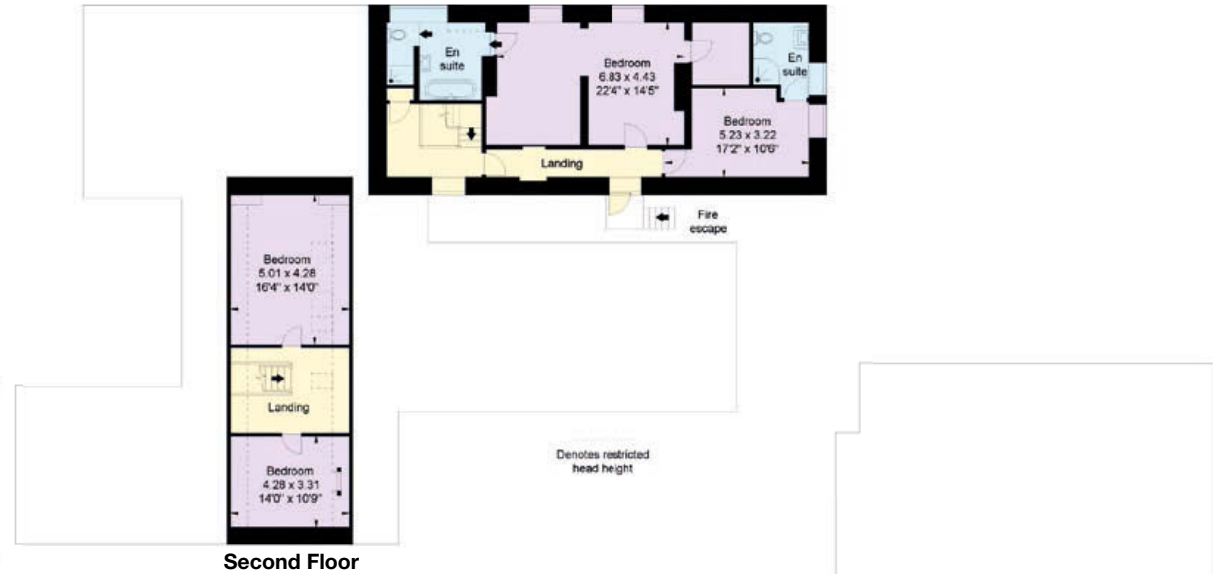 En
suite
Bedroom
6.83 x 4.43
22'4" x 14'5"
En
suite
Bedroom
5.23 x 3.22
17'2" x 10'6"
Landing
Fire
escape
Bedroom
5.01 x 4.28
16'4" x 14'0"
Landing
Bedroom
4.28 x 3.31
14'0" x 10'9"
Denotes restricted
head height
Second Floor